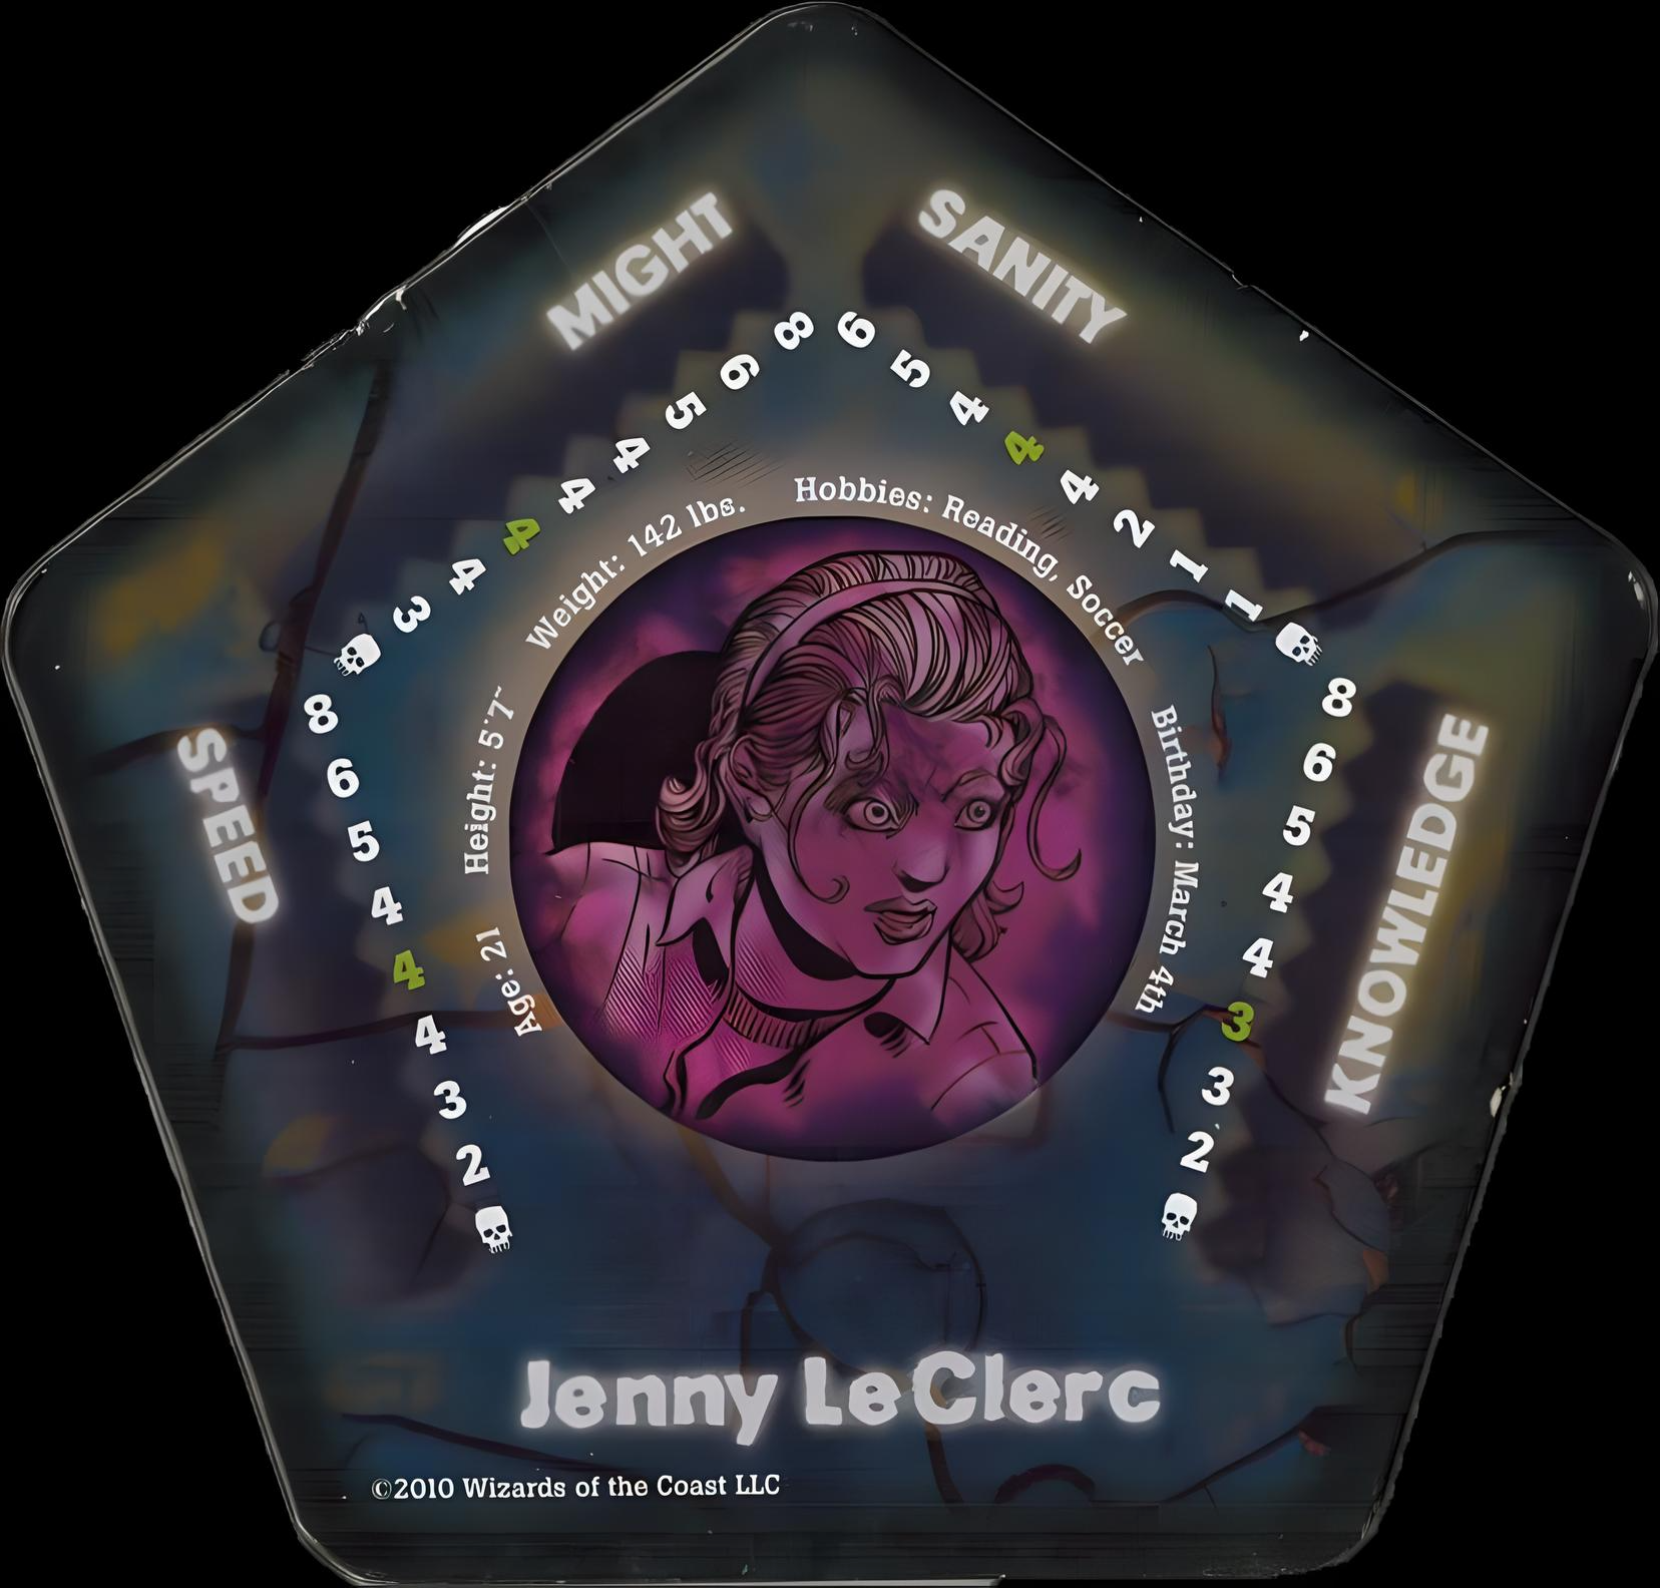 MIGHT
8 6 5 4 4 4 4 3
SANITY
6 5 4 4 4 2 1 1
SPEED
8 6 5 4 4 4 3 2
KNOWLEDGE
8 6 5 4 4 3 3 2
Age: 21
Height: 5'7"
Weight: 142 lbs.
Hobbies: Reading, Soccer
Birthday: March 4th
Jenny LeClerc
©2010 Wizards of the Coast LLC